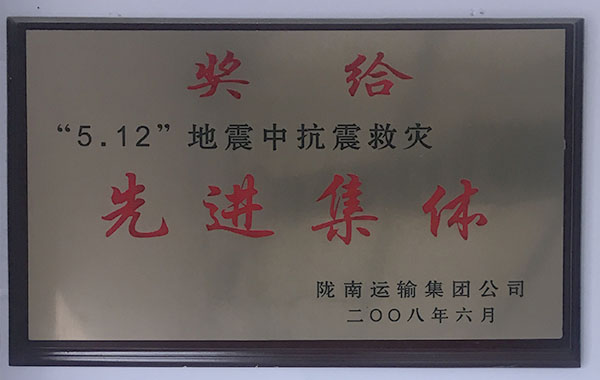 奖给
“5.12”地震中抗震救灾
先进集体
陇南运输集团公司
二〇〇八年六月